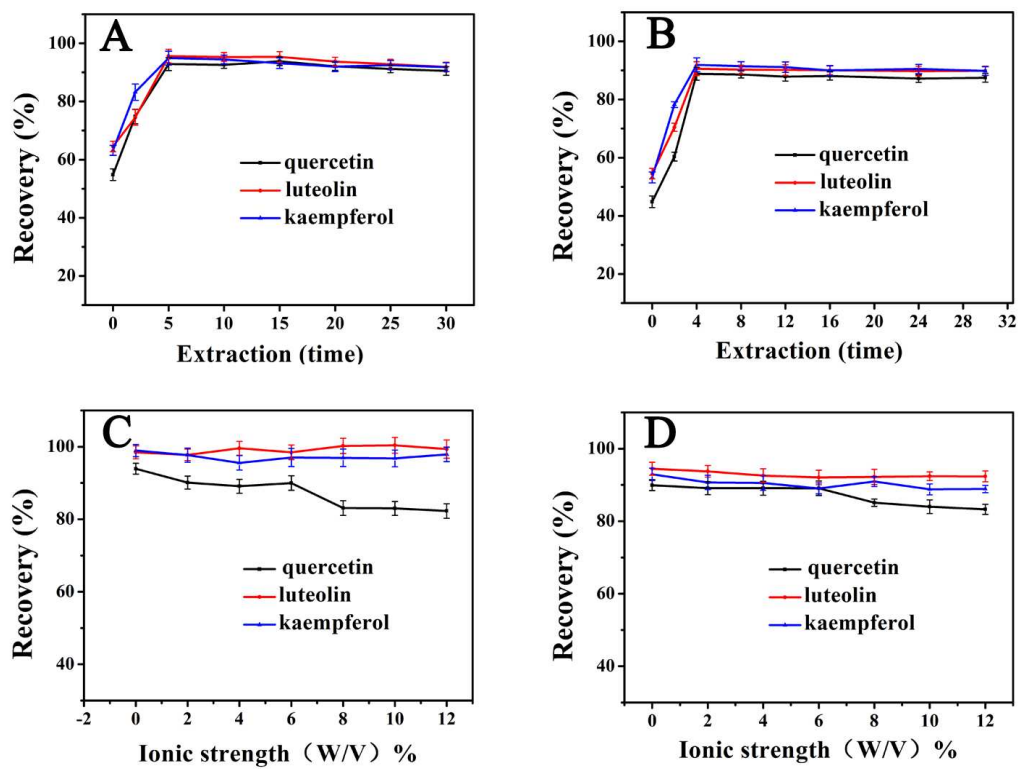 A
Recovery (%)
100
80
60
40
20
quercetin
luteolin
kaempferol
0 5 10 15 20 25 30
Extraction (time)
B
Recovery (%)
100
80
60
40
20
quercetin
luteolin
kaempferol
0 4 8 12 16 20 24 28 32
Extraction (time)
C
Recovery (%)
100
80
60
40
quercetin
luteolin
kaempferol
-2 0 2 4 6 8 10 12
Ionic strength（W/V）%
D
Recovery (%)
100
80
60
40
quercetin
luteolin
kaempferol
0 2 4 6 8 10 12
Ionic strength（W/V）%